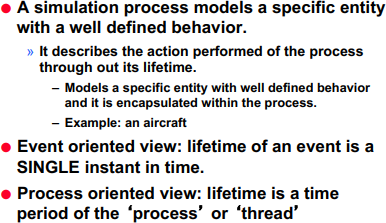 ● A simulation process models a specific entity
with a well defined behavior.
» It describes the action performed of the process
through out its lifetime.
– Models a specific entity with well defined behavior
and it is encapsulated within the process.
– Example: an aircraft
● Event oriented view: lifetime of an event is a
SINGLE instant in time.
● Process oriented view: lifetime is a time
period of the ‘process’ or ‘thread’